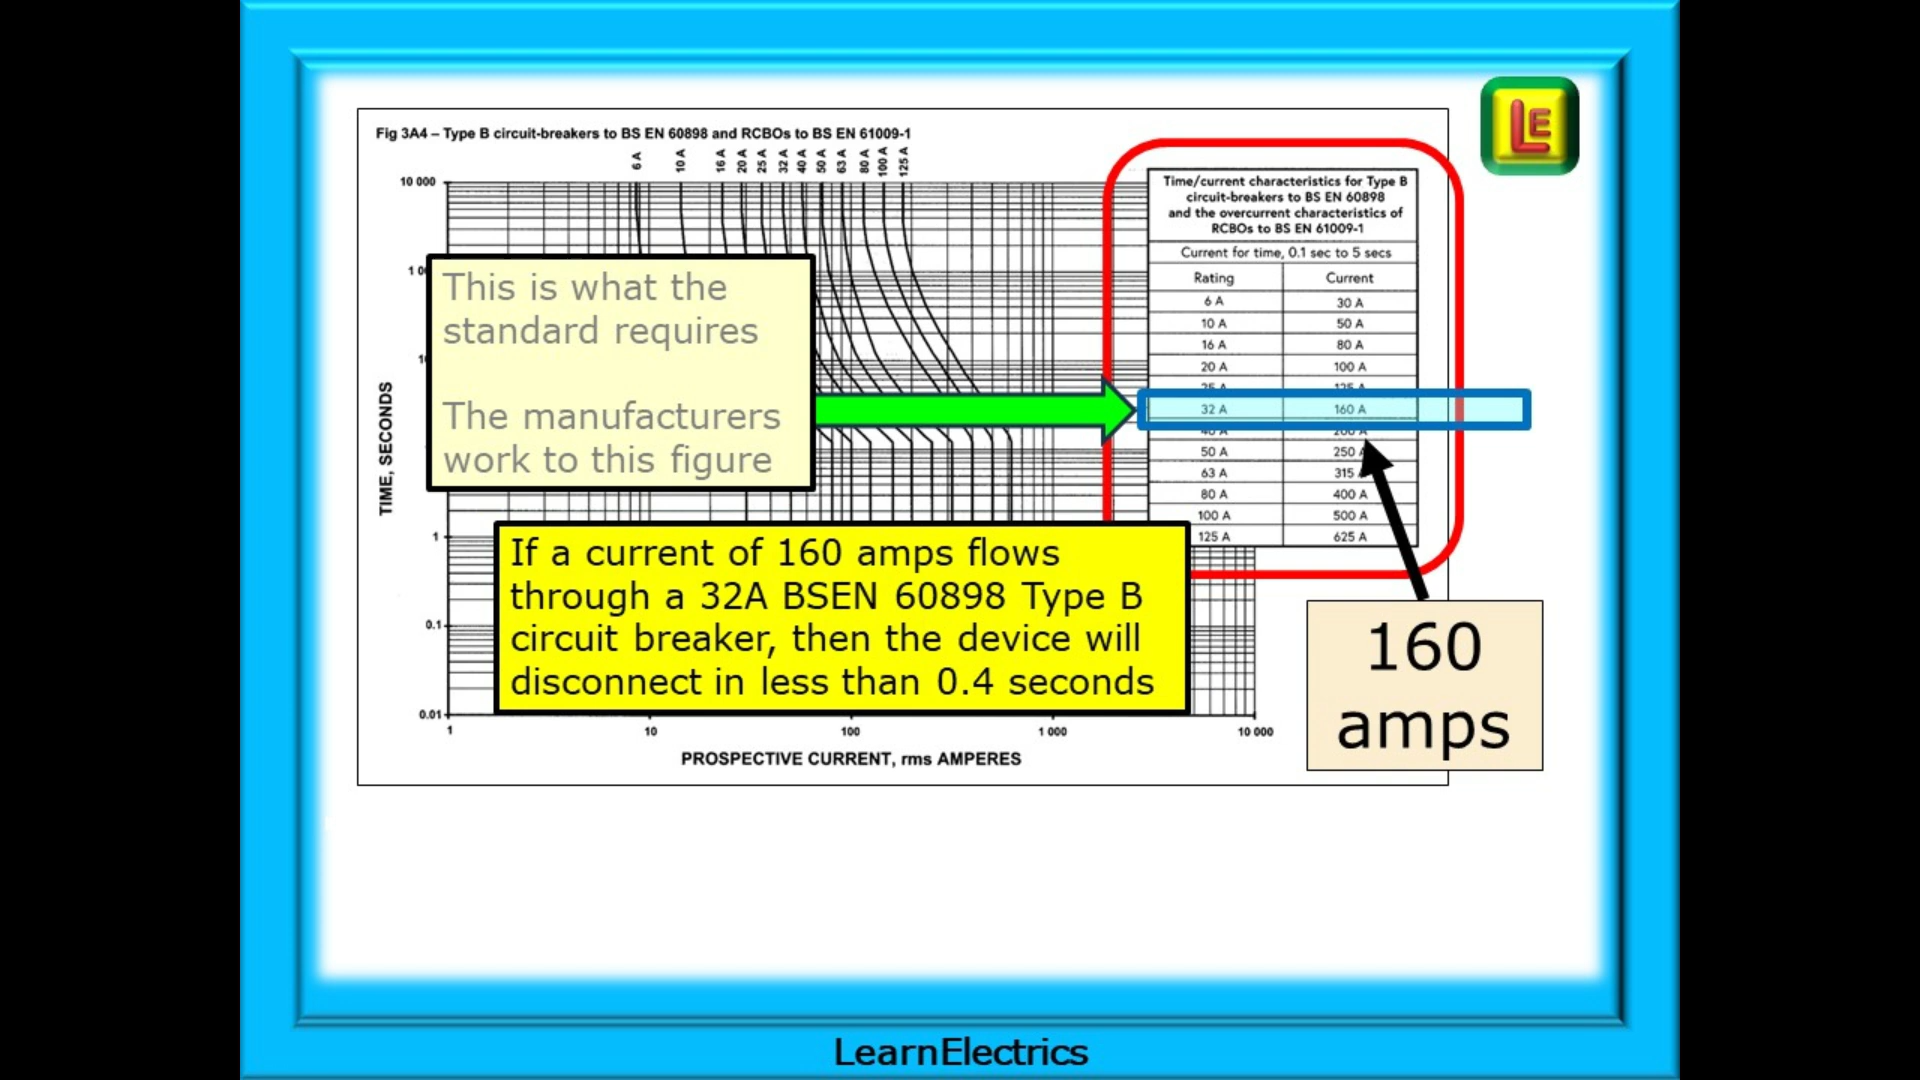 Fig 3A4 – Type B circuit-breakers to BS EN 60898 and RCBOs to BS EN 61009-1
6 A
10 A
16 A
20 A
25 A
32 A
40 A
50 A
63 A
80 A
100 A
125 A
10 000
1
0.1
0.01
TIME, SECONDS
1
10
100
1 000
10 000
PROSPECTIVE CURRENT, rms AMPERES
This is what the
standard requires
The manufacturers
work to this figure
If a current of 160 amps flows
through a 32A BSEN 60898 Type B
circuit breaker, then the device will
disconnect in less than 0.4 seconds
Time/current characteristics for Type B
circuit-breakers to BS EN 60898
and the overcurrent characteristics of
RCBOs to BS EN 61009-1
Current for time, 0.1 sec to 5 secs
Rating Current
6 A 30 A
10 A 50 A
16 A 80 A
20 A 100 A
25 A 125 A
32 A 160 A
40 A 200 A
50 A 250 A
63 A 315
80 A 400 A
100 A 500 A
125 A 625 A
160
amps
LE
LearnElectrics